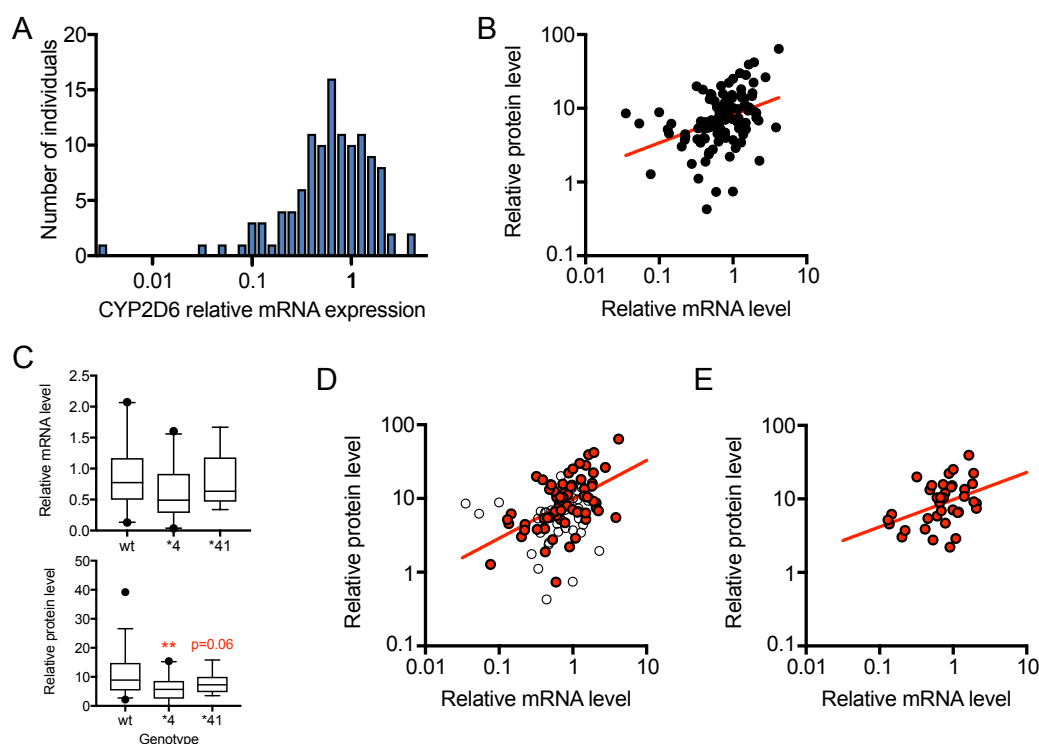 A
Number of individuals
20
15
10
5
0
0.01 0.1 1
CYP2D6 relative mRNA expression
B
Relative protein level
100
10
1
0.1
0.01 0.1 1 10
Relative mRNA level
C
Relative mRNA level
2.5
2.0
1.5
1.0
0.5
0.0
wt *4 *41
Relative protein level
50
40
30
20
10
0
** p=0.06
wt *4 *41
Genotype
D
Relative protein level
100
10
1
0.1
0.01 0.1 1 10
Relative mRNA level
E
Relative protein level
100
10
1
0.1
0.01 0.1 1 10
Relative mRNA level